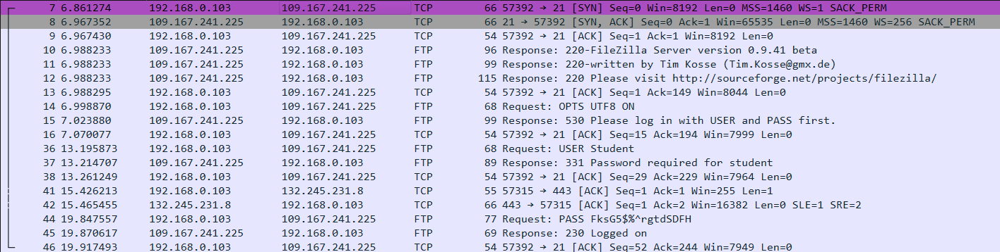 7 6.861274 192.168.0.103 109.167.241.225 TCP 66 57392 → 21 [SYN] Seq=0 Win=8192 Len=0 MSS=1460 WS=1 SACK_PERM
8 6.967352 109.167.241.225 192.168.0.103 TCP 66 21 → 57392 [SYN, ACK] Seq=0 Ack=1 Win=65535 Len=0 MSS=1460 WS=256 SACK_PERM
9 6.967430 192.168.0.103 109.167.241.225 TCP 54 57392 → 21 [ACK] Seq=1 Ack=1 Win=8192 Len=0
10 6.988233 109.167.241.225 192.168.0.103 FTP 96 Response: 220-FileZilla Server version 0.9.41 beta
11 6.988233 109.167.241.225 192.168.0.103 FTP 99 Response: 220-written by Tim Kosse (Tim.Kosse@gmx.de)
12 6.988233 109.167.241.225 192.168.0.103 FTP 115 Response: 220 Please visit http://sourceforge.net/projects/filezilla/
13 6.988295 192.168.0.103 109.167.241.225 TCP 54 57392 → 21 [ACK] Seq=1 Ack=149 Win=8044 Len=0
14 6.998870 192.168.0.103 109.167.241.225 FTP 68 Request: OPTS UTF8 ON
15 7.023880 109.167.241.225 192.168.0.103 FTP 99 Response: 530 Please log in with USER and PASS first.
16 7.070077 192.168.0.103 109.167.241.225 TCP 54 57392 → 21 [ACK] Seq=15 Ack=194 Win=7999 Len=0
36 13.195873 192.168.0.103 109.167.241.225 FTP 68 Request: USER Student
37 13.214707 109.167.241.225 192.168.0.103 FTP 89 Response: 331 Password required for student
38 13.261249 192.168.0.103 109.167.241.225 TCP 54 57392 → 21 [ACK] Seq=29 Ack=229 Win=7964 Len=0
41 15.426213 192.168.0.103 132.245.231.8 TCP 55 57315 → 443 [ACK] Seq=1 Ack=1 Win=255 Len=1
42 15.465455 132.245.231.8 192.168.0.103 TCP 66 443 → 57315 [ACK] Seq=1 Ack=2 Win=16382 Len=0 SLE=1 SRE=2
44 19.847557 192.168.0.103 109.167.241.225 FTP 77 Request: PASS FksG5$%^rgtdSDFH
45 19.870617 109.167.241.225 192.168.0.103 FTP 69 Response: 230 Logged on
46 19.917493 192.168.0.103 109.167.241.225 TCP 54 57392 → 21 [ACK] Seq=52 Ack=244 Win=7949 Len=0